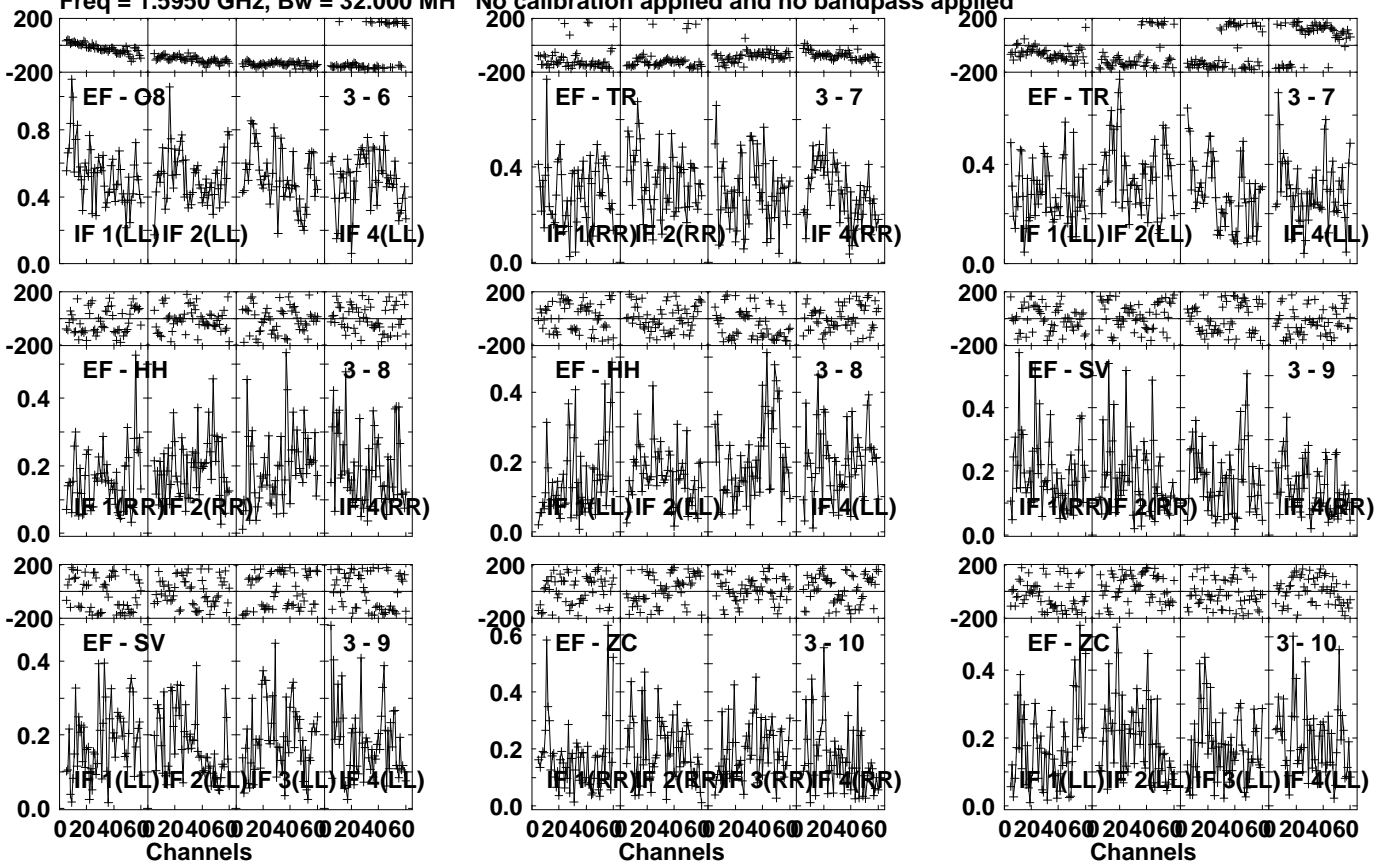 Freq = 1.5950 GHz, Bw = 32.000 MH No calibration applied and no bandpass applied
200
-200
EF - O8 3 - 6
0.8
0.4
0.0
IF 1(LL) IF 2(LL) IF 4(LL)
200
-200
EF - TR 3 - 7
0.4
0.0
IF 1(RR) IF 2(RR) IF 4(RR)
200
-200
EF - TR 3 - 7
0.4
0.0
IF 1(LL) IF 2(LL) IF 4(LL)
200
-200
EF - HH 3 - 8
0.4
0.2
0.0
IF 1(RR) IF 2(RR) IF 4(RR)
200
-200
EF - HH 3 - 8
0.4
0.2
0.0
IF 1(LL) IF 2(LL) IF 4(LL)
200
-200
EF - SV 3 - 9
0.4
0.2
0.0
IF 1(RR) IF 2(RR) IF 4(RR)
200
-200
EF - SV 3 - 9
0.4
0.2
0.0
IF 1(LL) IF 2(LL) IF 3(LL) IF 4(LL)
0 20 40 60 0 20 40 60 0 20 40 60 0 20 40 60
Channels
200
-200
EF - ZC 3 - 10
0.6
0.4
0.2
0.0
IF 1(RR) IF 2(RR) IF 3(RR) IF 4(RR)
0 20 40 60 0 20 40 60 0 20 40 60 0 20 40 60
Channels
200
-200
EF - ZC 3 - 10
0.4
0.2
0.0
IF 1(LL) IF 2(LL) IF 3(LL) IF 4(LL)
0 20 40 60 0 20 40 60 0 20 40 60 0 20 40 60
Channels